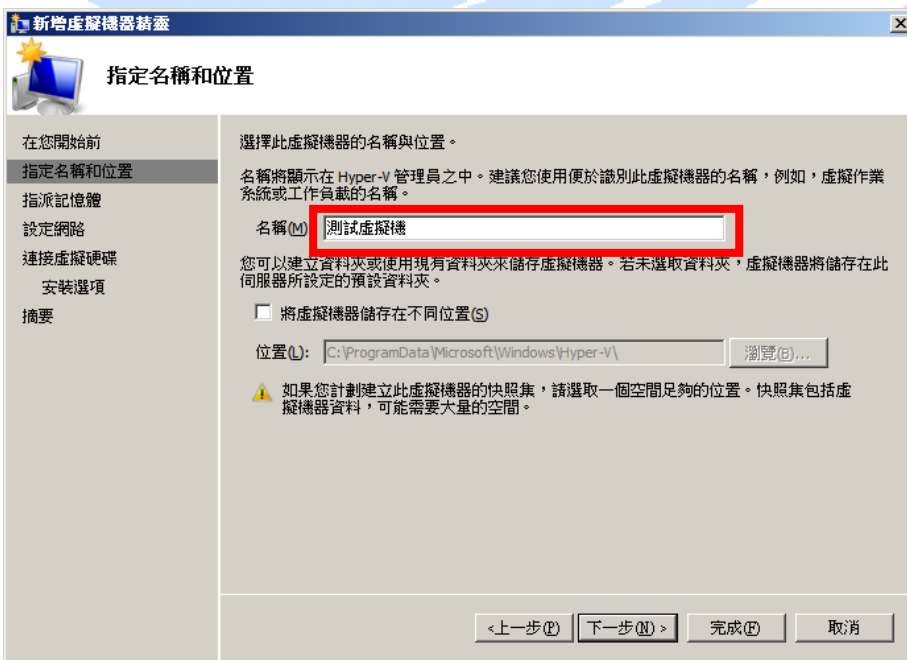 新增虛擬機器精靈
指定名稱和位置
在您開始前
指定名稱和位置
指派記憶體
設定網路
連接虛擬硬碟
安裝選項
摘要
選擇此虛擬機器的名稱與位置。
名稱將顯示在 Hyper-V 管理員之中。建議您使用便於識別此虛擬機器的名稱，例如，虛擬作業
系統或工作負載的名稱。
名稱(M) 測試虛擬機
您可以建立資料夾或使用現有資料夾來儲存虛擬機器。若未選取資料夾，虛擬機器將儲存在此
伺服器所設定的預設資料夾。
將虛擬機器儲存在不同位置(S)
位置(L): C:\ProgramData\Microsoft\Windows\Hyper-V\ 瀏覽(B)...
如果您計劃建立此虛擬機器的快照集，請選取一個空間足夠的位置。快照集包括虛
擬機器資料，可能需要大量的空間。
<上一步(P) 下一步(N) > 完成(F) 取消